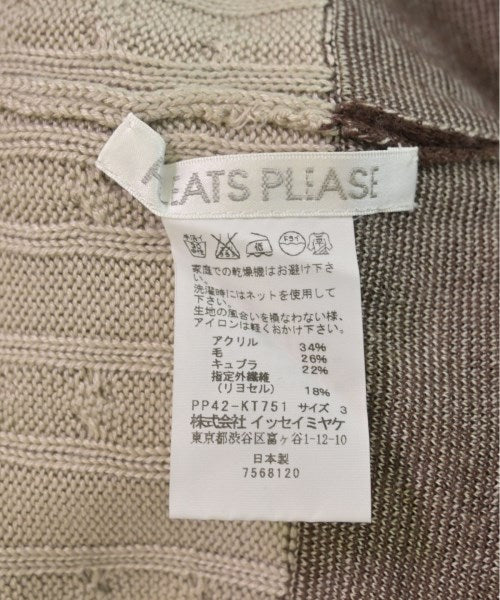 EATS PLEASE
ドライ
家庭での乾燥機はお避け下さ
い。
洗濯時にはネットを使用して
下さい。
生地の風合いを損なわない様、
アイロンは軽くおかけ下さい。
アクリル 34%
毛 26%
キュプラ 22%
指定外繊維
(リヨセル) 18%
PP42-KT751 サイズ 3
株式会社 イッセイミヤケ
東京都渋谷区富ヶ谷1-12-10
日本製
7568120